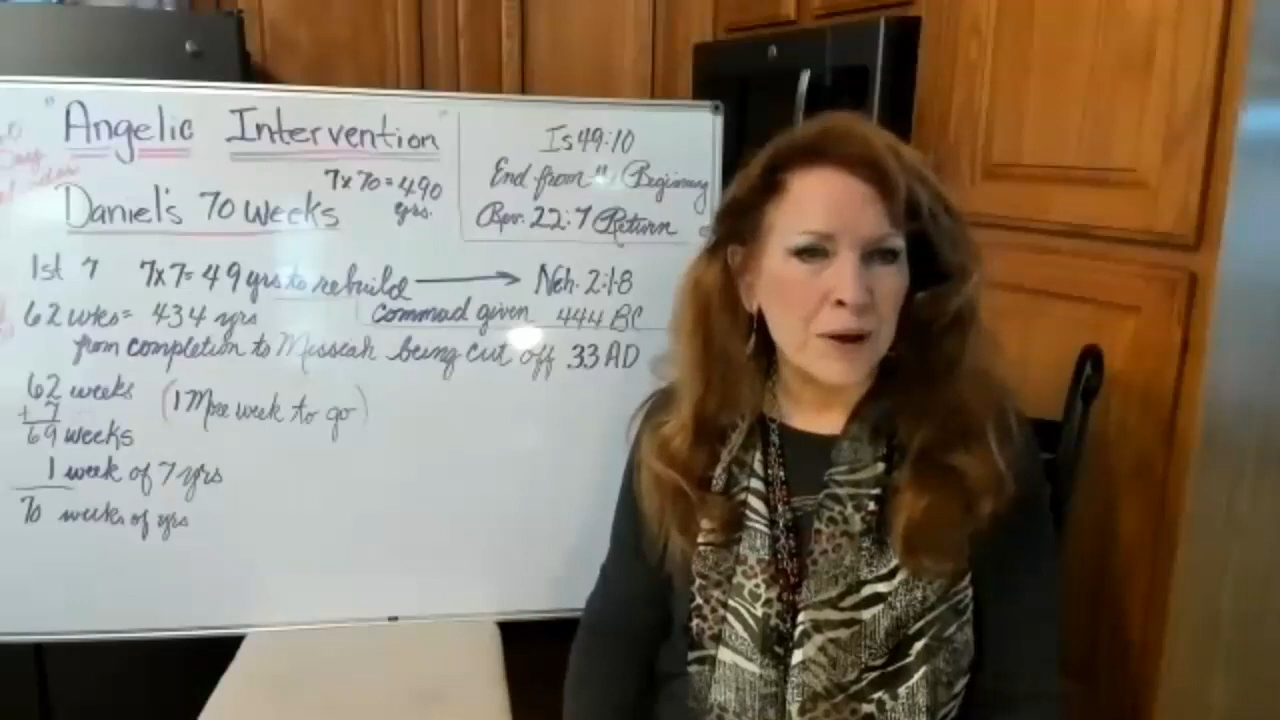 "Angelic Intervention"
7x70=490
yrs.
Daniel's 70 weeks
Is 49:10
End from "Beginning
Rev. 22:7 Return
1st 7 7x7=49 yrs to rebuild → Neh. 2:1-8
62 wks= 434 yrs
Commad given 444 BC
from completion to Messeah being cut off 33 AD
62 weeks
+ 7
69 weeks
(1 More week to go)
1 week of 7 yrs
70 weeks of yrs